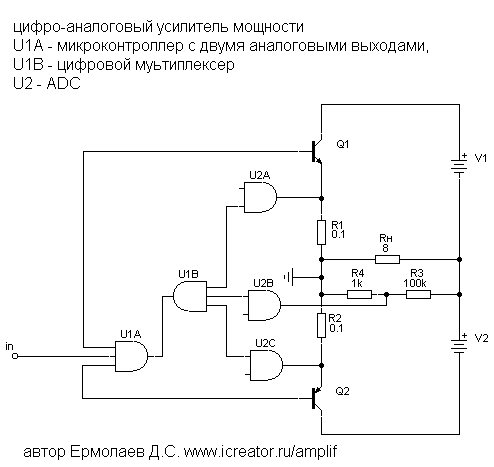 цифро-аналоговый усилитель мощности
U1A - микроконтроллер с двумя аналоговыми выходами,
U1B - цифровой муьтиплексер
U2 - ADC
Q1
V1
U2A
R1
0.1
Rн
8
U1B
U2B
R4
1k
R3
100k
in
U1A
R2
0.1
V2
U2C
Q2
автор Ермолаев Д.С. www.icreator.ru/amplif